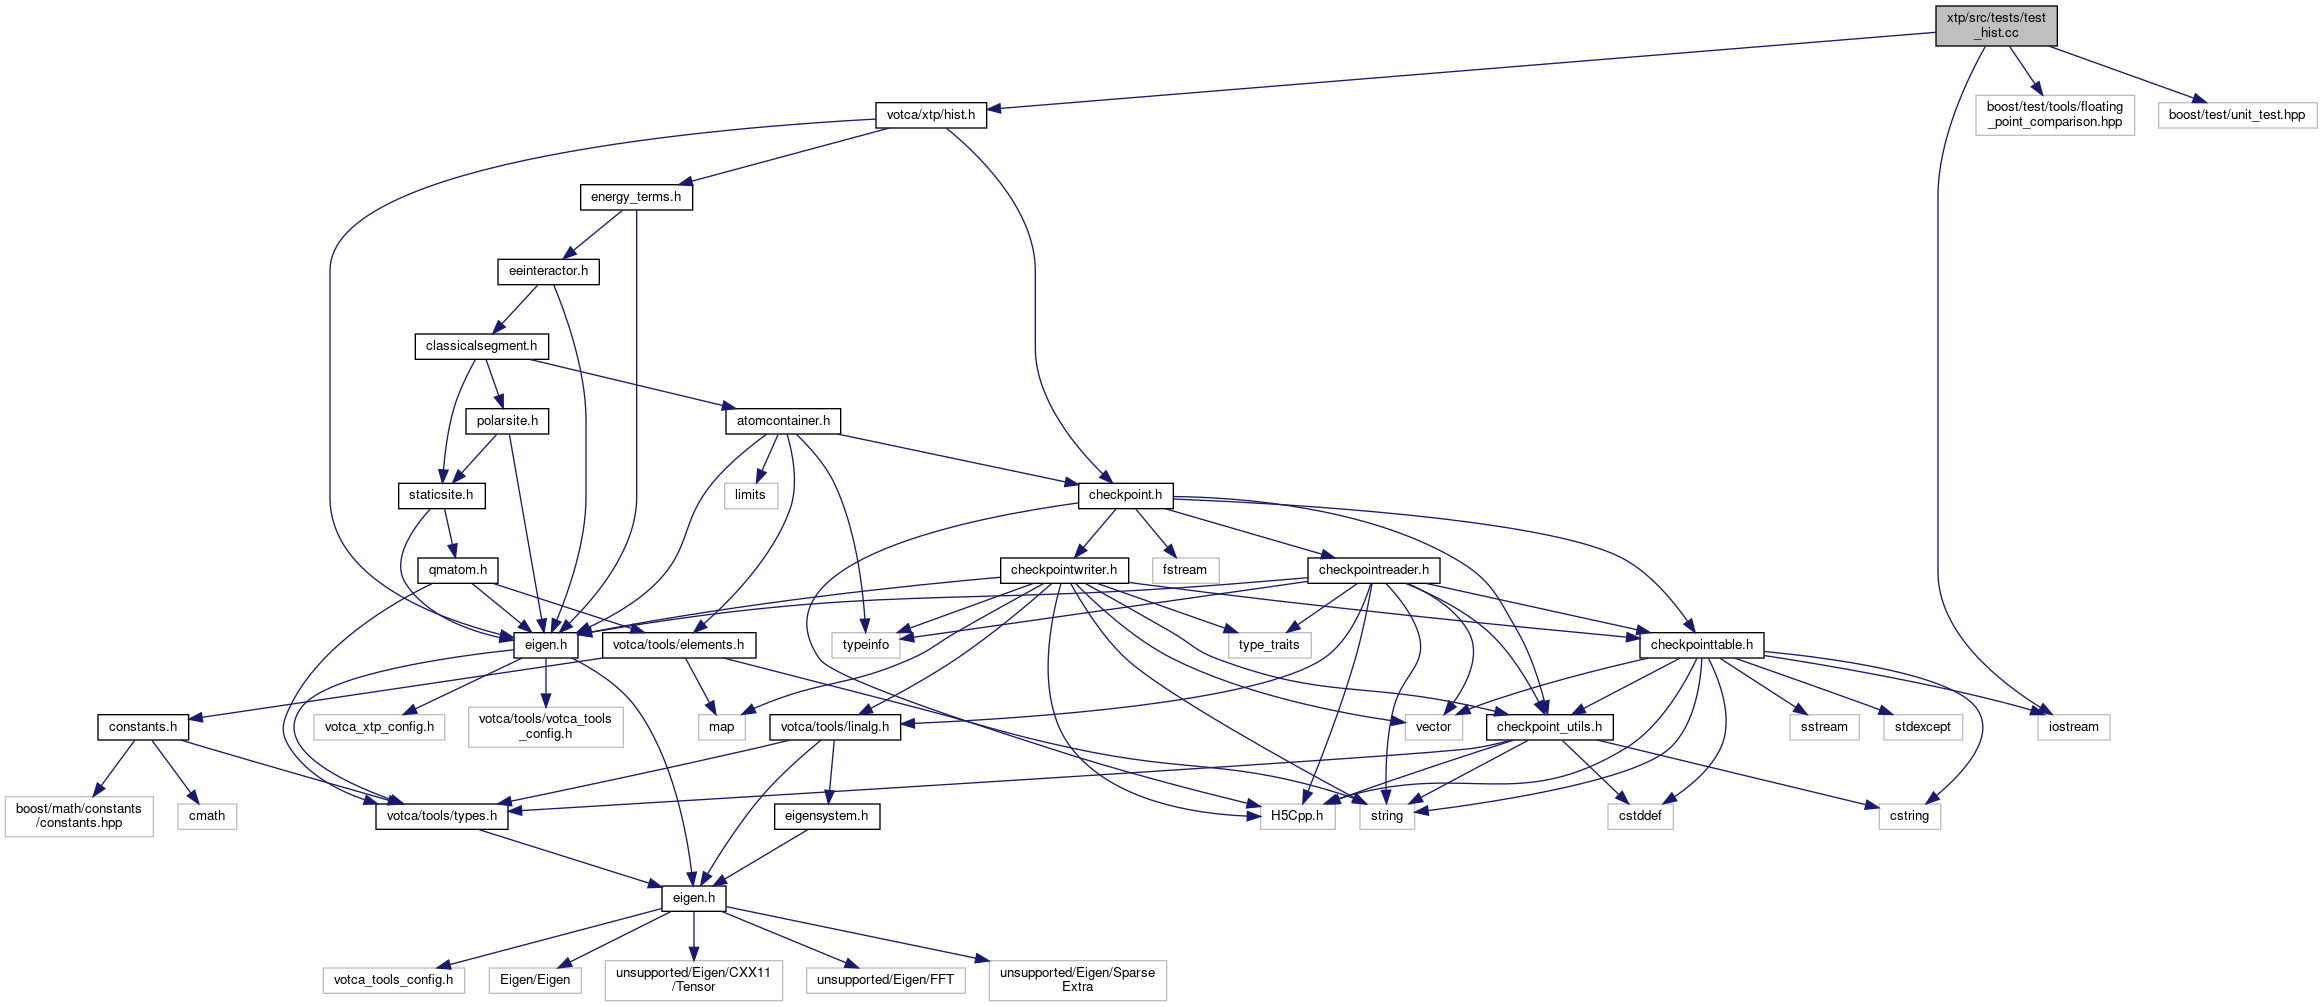 xtp/src/tests/test
_hist.cc
votca/xtp/hist.h
boost/test/tools/floating
_point_comparison.hpp
boost/test/unit_test.hpp
energy_terms.h
eeinteractor.h
classicalsegment.h
polarsite.h
atomcontainer.h
staticsite.h
limits
checkpoint.h
qmatom.h
checkpointwriter.h
fstream
checkpointreader.h
eigen.h
votca/tools/elements.h
typeinfo
type_traits
checkpointtable.h
constants.h
votca_xtp_config.h
votca/tools/votca_tools
_config.h
map
votca/tools/linalg.h
vector
checkpoint_utils.h
sstream
stdexcept
iostream
boost/math/constants
/constants.hpp
cmath
votca/tools/types.h
eigensystem.h
H5Cpp.h
string
cstddef
cstring
eigen.h
votca_tools_config.h
Eigen/Eigen
unsupported/Eigen/CXX11
/Tensor
unsupported/Eigen/FFT
unsupported/Eigen/Sparse
Extra